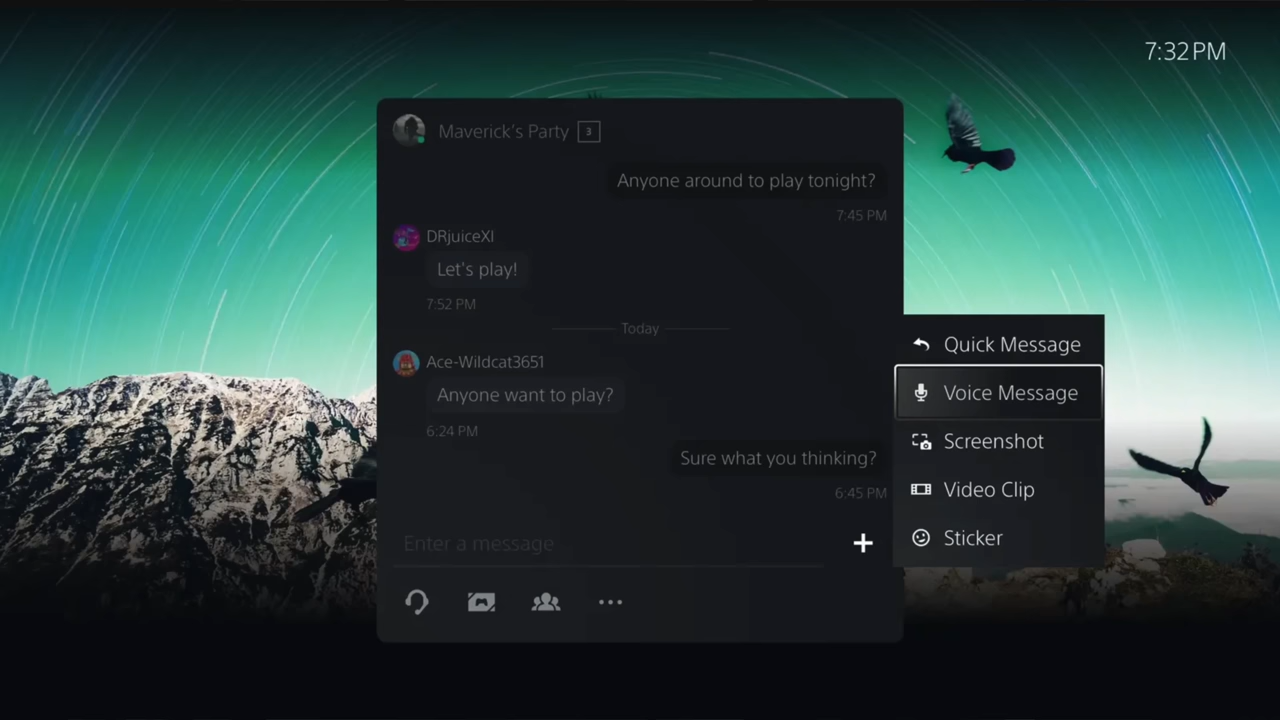 7:32 PM
Maverick's Party 3
Anyone around to play tonight?
7:45 PM
DRjuiceXI
Let's play!
7:52 PM
Today
Ace-Wildcat3651
Anyone want to play?
6:24 PM
Sure what you thinking?
6:45 PM
Enter a message
Quick Message
Voice Message
Screenshot
Video Clip
Sticker